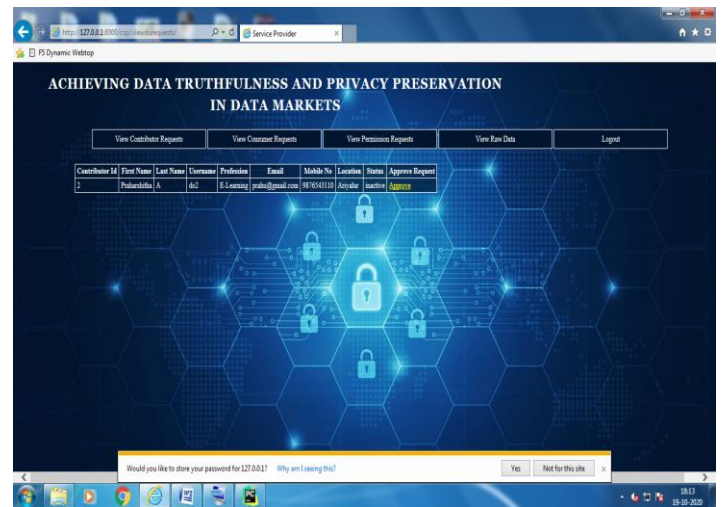 http://127.0.0.1:8000/csp/viewdurequests/
Service Provider
F5 Dynamic Webtop
ACHIEVING DATA TRUTHFULNESS AND PRIVACY PRESERVATION
IN DATA MARKETS
View Contributor Requests View Consumer Requests View Permission Requests View Raw Data Logout
Contributor Id First Name Last Name Username Profession Email Mobile No Location Status Approve Request
2 Praharshitha A do2 E-Learning prahu@gmail.com 9876543110 Ariyalur inactive Approve
Would you like to store your password for 127.0.0.1? Why am I seeing this? Yes Not for this site
18:13
19-10-2020